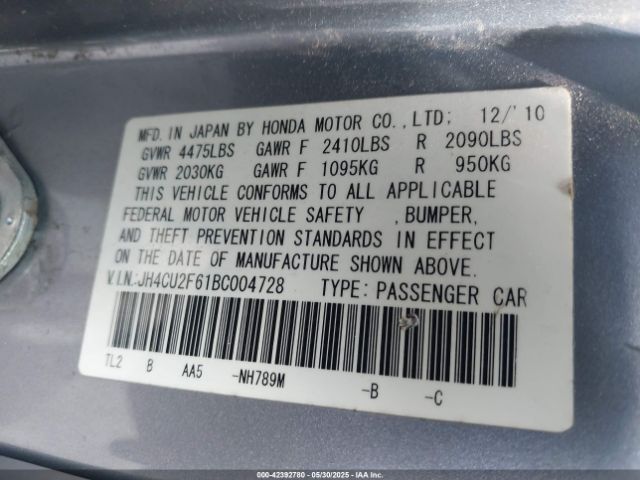 MFD. IN JAPAN BY HONDA MOTOR CO.,LTD; 12/'10
GVWR 4475LBS GAWR F 2410LBS R 2090LBS
GVWR 2030KG GAWR F 1095KG R 950KG
THIS VEHICLE CONFORMS TO ALL APPLICABLE
FEDERAL MOTOR VEHICLE SAFETY ,BUMPER,
AND THEFT PREVENTION STANDARDS IN EFFECT
ON THE DATE OF MANUFACTURE SHOWN ABOVE.
V.I.N.:JH4CU2F61BC004728 TYPE: PASSENGER CAR
TL2 B AA5 -NH789M -B -C
000-42392780 - 05/30/2025 - IAAI.COM